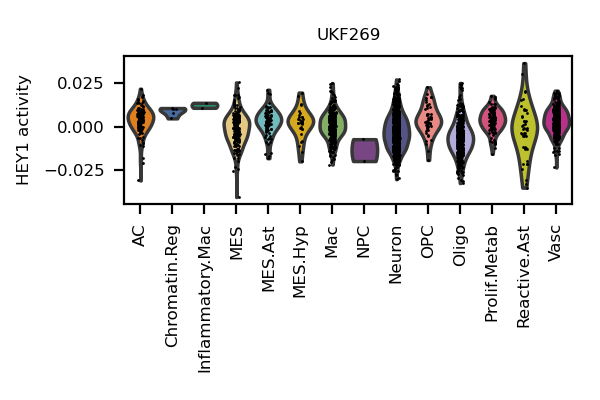 UKF269
HEY1 activity
0.025
0.000
−0.025
AC
Chromatin.Reg
Inflammatory.Mac
MES
MES.Ast
MES.Hyp
Mac
NPC
Neuron
OPC
Oligo
Prolif.Metab
Reactive.Ast
Vasc